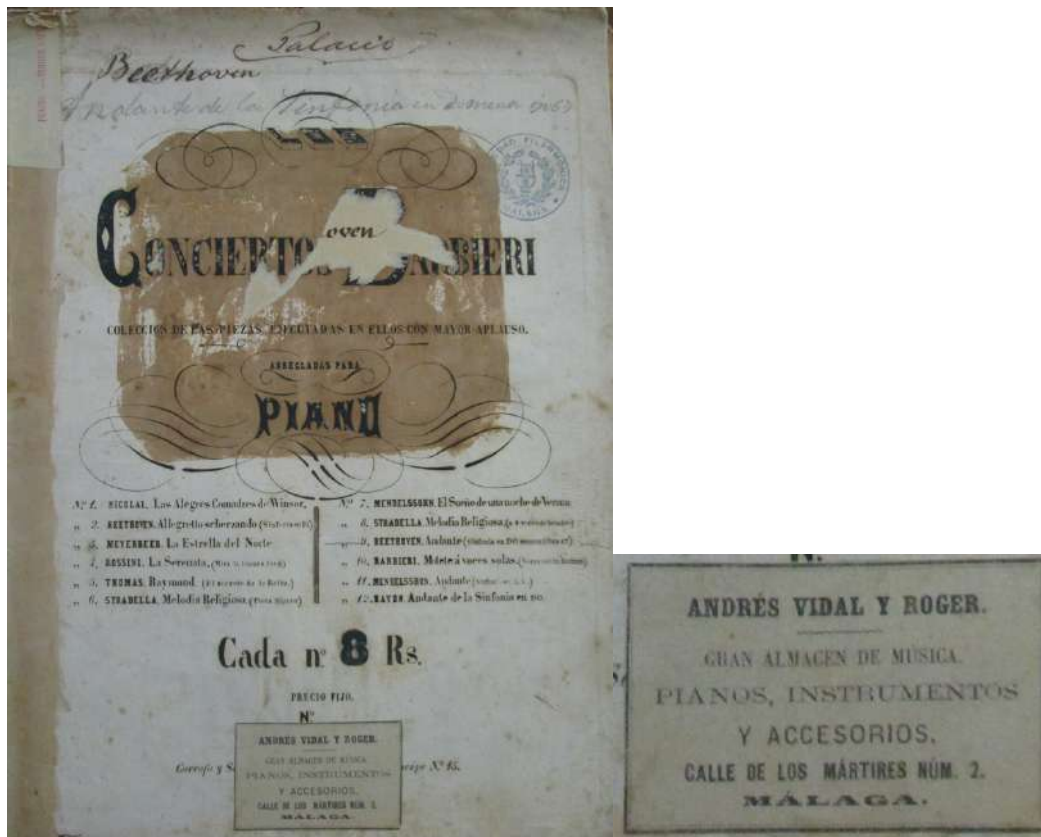 Palacio
Beethoven
Andante de la Sinfonia en do menor
LOS
oven
CONCIERTOS BARBIERI
COLECCION DE LAS PIEZAS EJECUTADAS EN ELLOS CON MAYOR APLAUSO,
ARREGLADAS PARA
PIANO
Nº 1. NICOLAI. Las Alegres Comadres de Winsor.
„ 2. BEETHOVEN. Allegretto scherzando
„ 3. MEYERBEER. La Estrella del Norte
„ 4. ROSSINI. La Serenata,
„ 5. THOMAS. Raymond.
„ 6. STRADELLA. Melodia Religiosa
Nº 7. MENDELSSOHN. El Sueño de una noche de Verano
„ 8. STRADELLA. Melodia Religiosa
„ 9. BEETHOVEN. Andante
„ 10. BARBIERI. á voces solas.
„ 11. MENDELSSOHN. Andante
„ 12. HAYDN. Andante de la Sinfonia en
Cada nº 8 Rs.
PRECIO FIJO.
Nº
ANDRÉS VIDAL Y ROGER.
GRAN ALMACEN DE MÚSICA.
PIANOS, INSTRUMENTOS
Y ACCESORIOS.
CALLE DE LOS MÁRTIRES NÚM. 2.
MÁLAGA.
Nº 15.
FILARMONICA
MALAGA
ANDRÉS VIDAL Y ROGER.
GRAN ALMACEN DE MÚSICA.
PIANOS, INSTRUMENTOS
Y ACCESORIOS.
CALLE DE LOS MÁRTIRES NÚM. 2.
MÁLAGA.